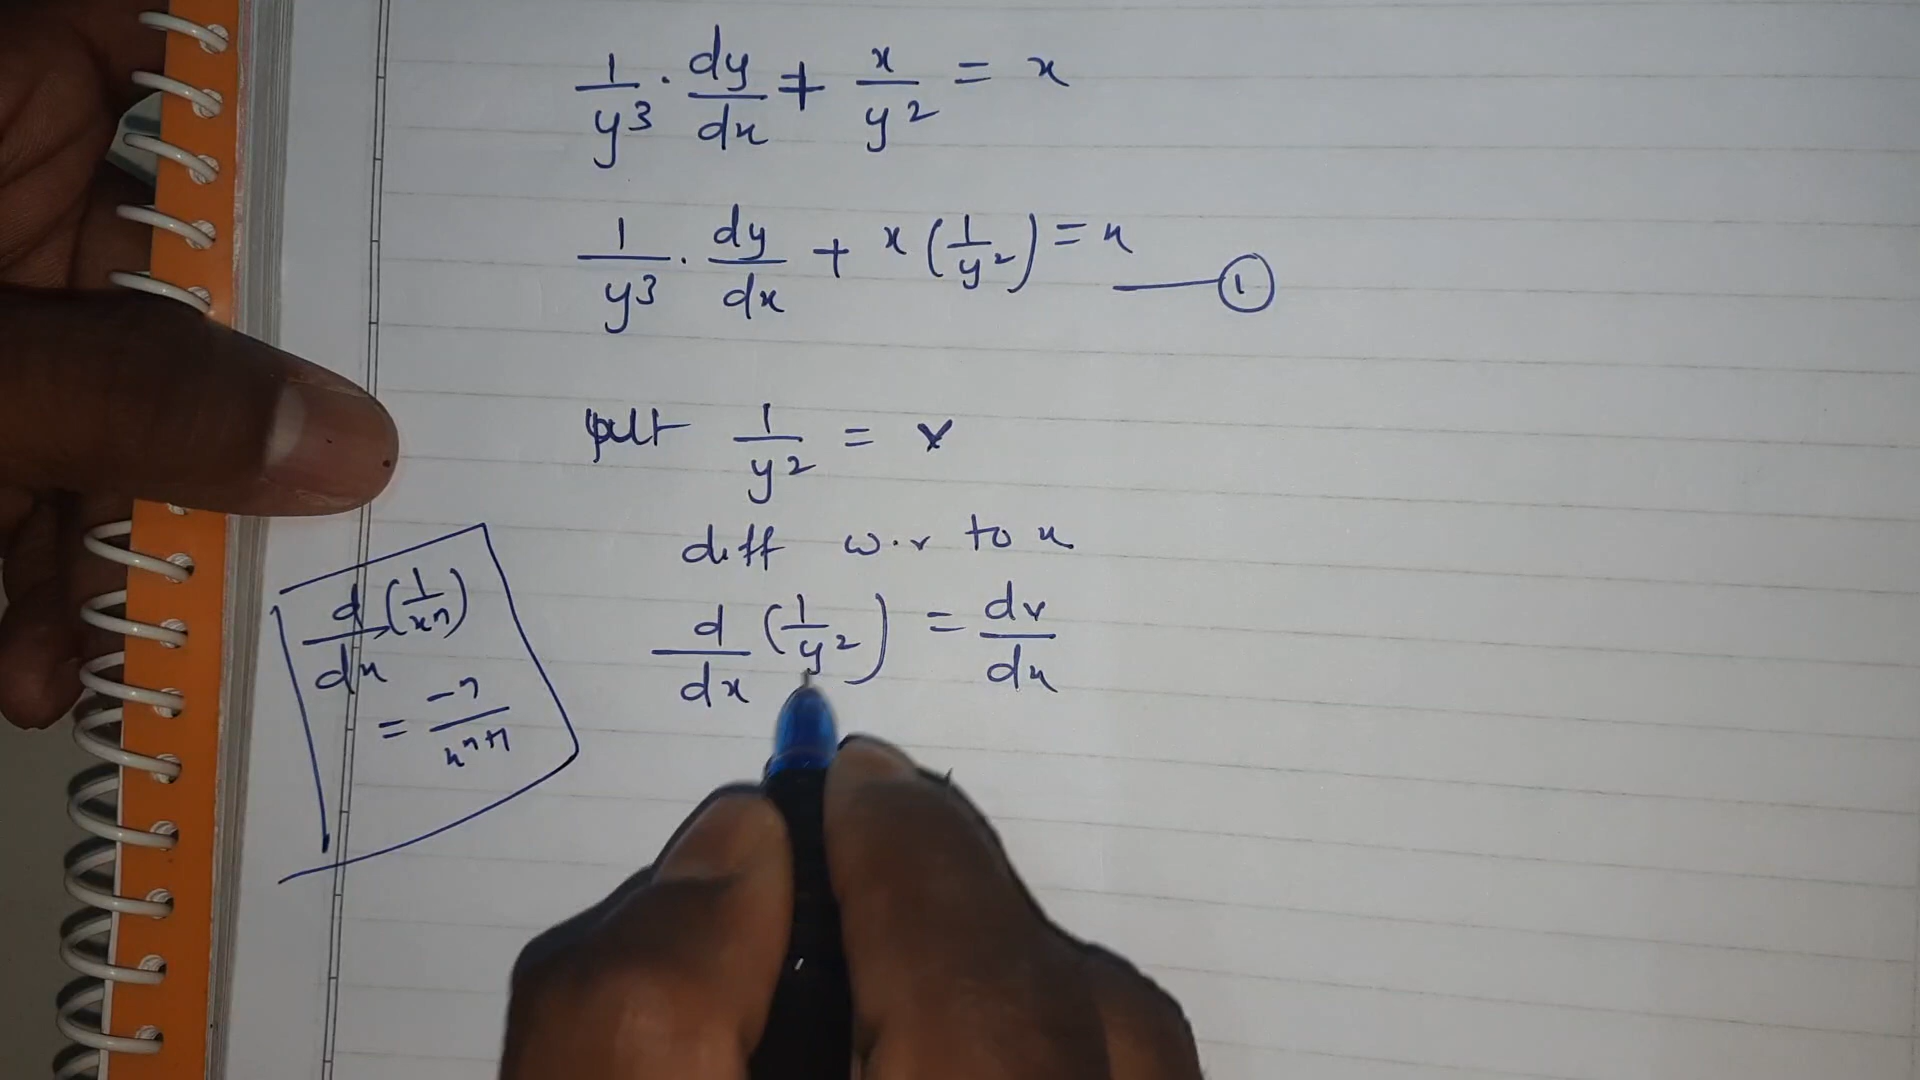 1/y³ · dy/dx + x/y² = x
1/y³ · dy/dx + x (1/y²) = x —— ①
put 1/y² = v
diff w.r to x
d/dx (1/y²) = dv/dx
d/dx (1/xⁿ)
= -n/xⁿ⁺¹